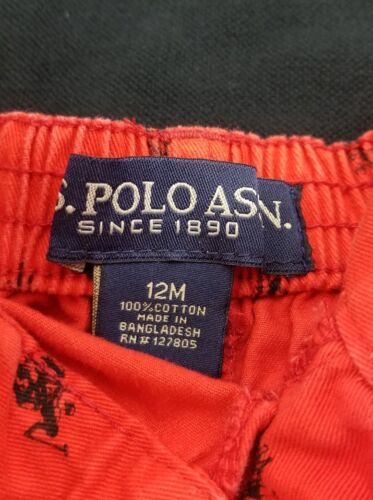 S. POLO ASN.
SINCE 1890
12M
100% COTTON
MADE IN
BANGLADESH
RN# 127805